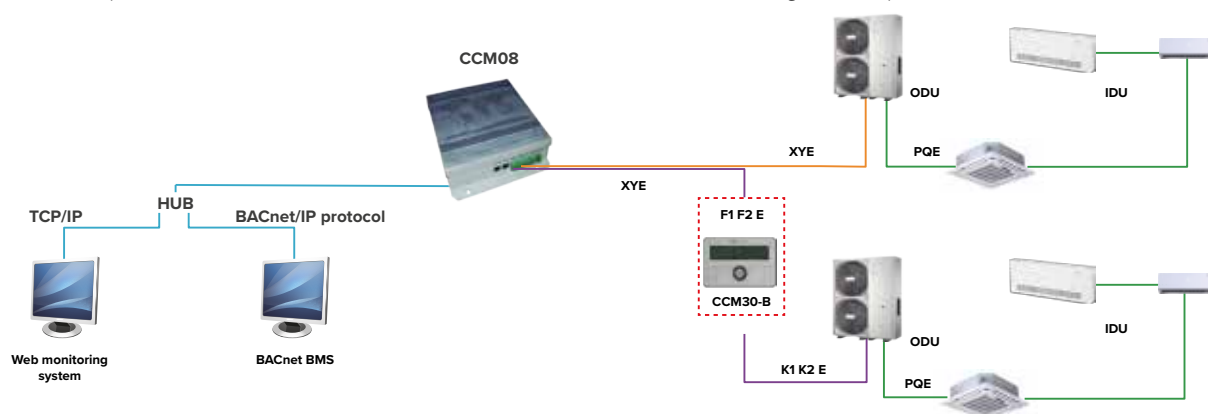 CCM08
ODU
IDU
XYE
PQE
XYE
HUB
TCP/IP
BACnet/IP protocol
F1 F2 E
CCM30-B
Web monitoring
system
BACnet BMS
ODU
IDU
K1 K2 E
PQE